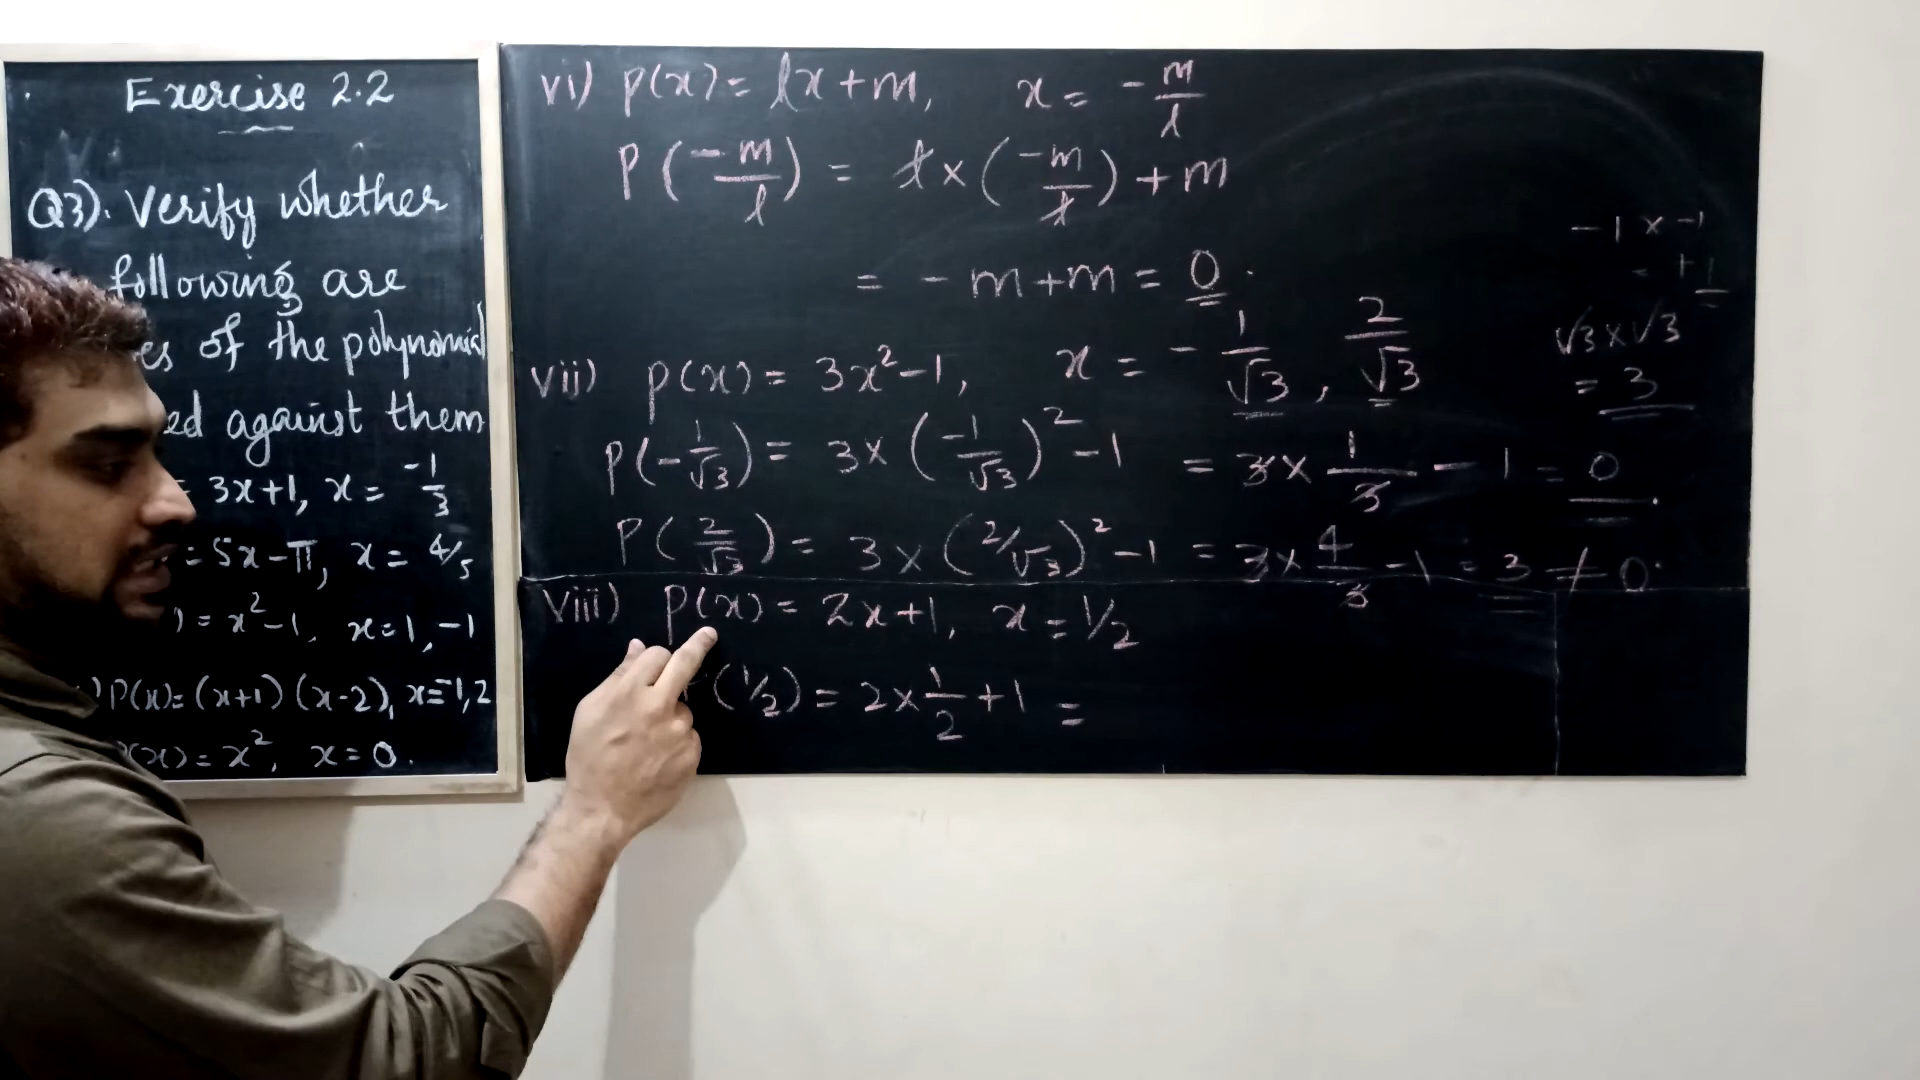 Exercise 2.2
Q3). Verify whether
following are
es of the polynomial
ed against them
= 3x+1, x = -1/3
= 5x-π, x = 4/5
) = x²-1, x=1, -1
) P(x)= (x+1) (x-2), x=-1,2
(x)= x², x=0.
vi) p(x)= lx+m, x= -m/l
P(-m/l) = l×(-m/l)+m
= -m+m = 0.
vii) p(x)= 3x²-1, x = -1/√3, 2/√3
p(-1/√3)= 3×(-1/√3)²-1 = 3×1/3-1=0.
P(2/√3)= 3×(2/√3)²-1 = 3×4/3-1=3≠0.
viii) p(x)= 2x+1, x=1/2
(1/2)= 2×1/2+1 =
-1 × -1
= +1
√3×√3
= 3